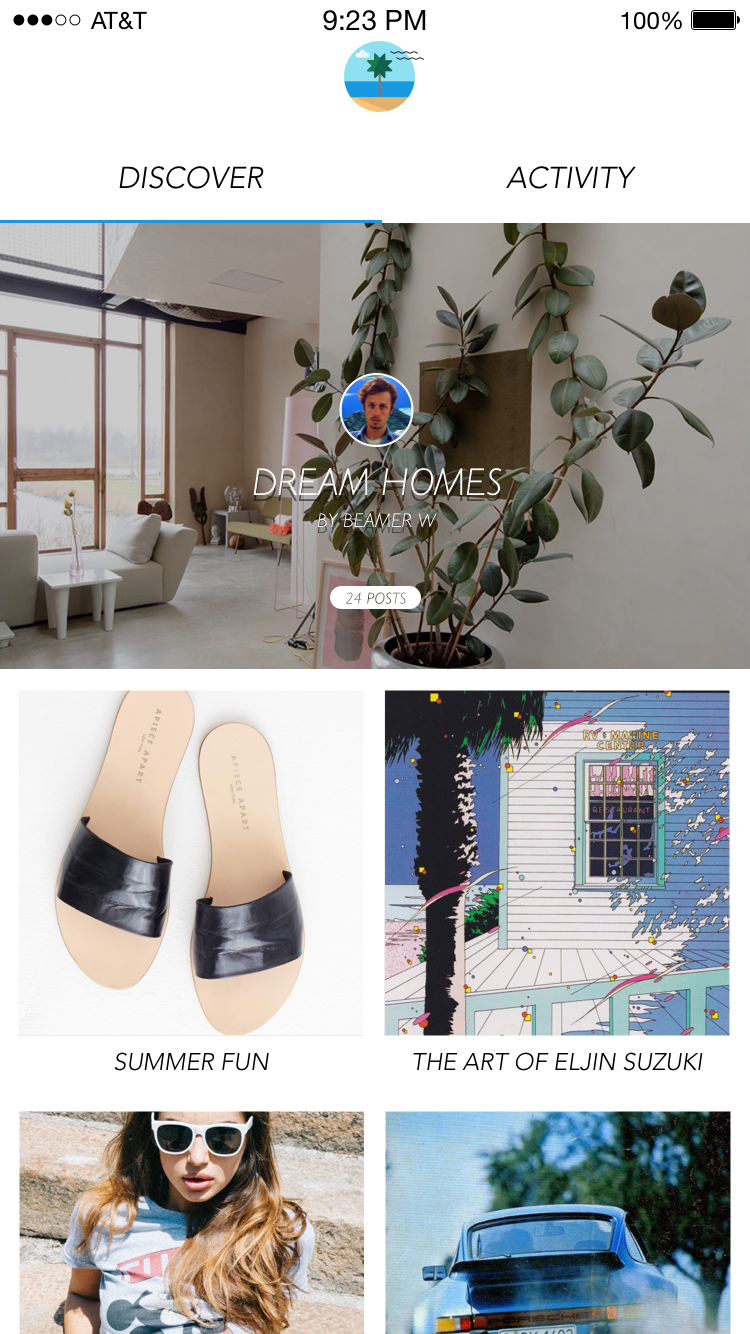 AT&T 9:23 PM 100%
DISCOVER ACTIVITY
DREAM HOMES
BY BEAMER W
24 POSTS
APIECE APART
APIECE APART
RV & MARINE
CENTER
RESTAURANT
SUMMER FUN
THE ART OF ELJIN SUZUKI
PORSCHE